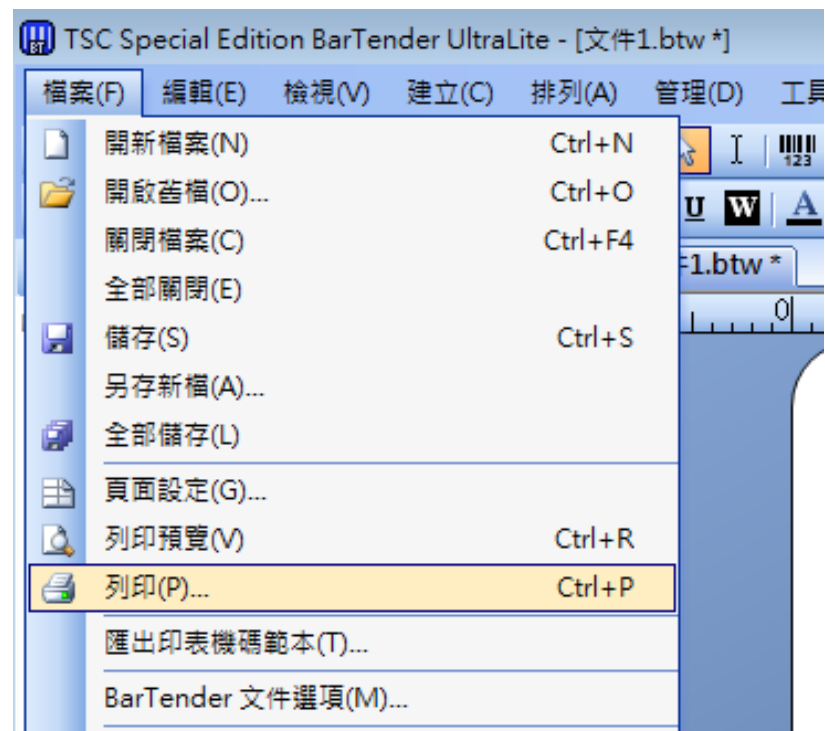 TSC Special Edition BarTender UltraLite - [文件1.btw *]
檔案(F) 編輯(E) 檢視(V) 建立(C) 排列(A) 管理(D) 工具
開新檔案(N) Ctrl+N
123
開啟舊檔(O)... Ctrl+O
U W A
關閉檔案(C) Ctrl+F4
1.btw *
全部關閉(E)
0
儲存(S) Ctrl+S
另存新檔(A)...
全部儲存(L)
頁面設定(G)...
列印預覽(V) Ctrl+R
列印(P)... Ctrl+P
匯出印表機碼範本(T)...
BarTender 文件選項(M)...